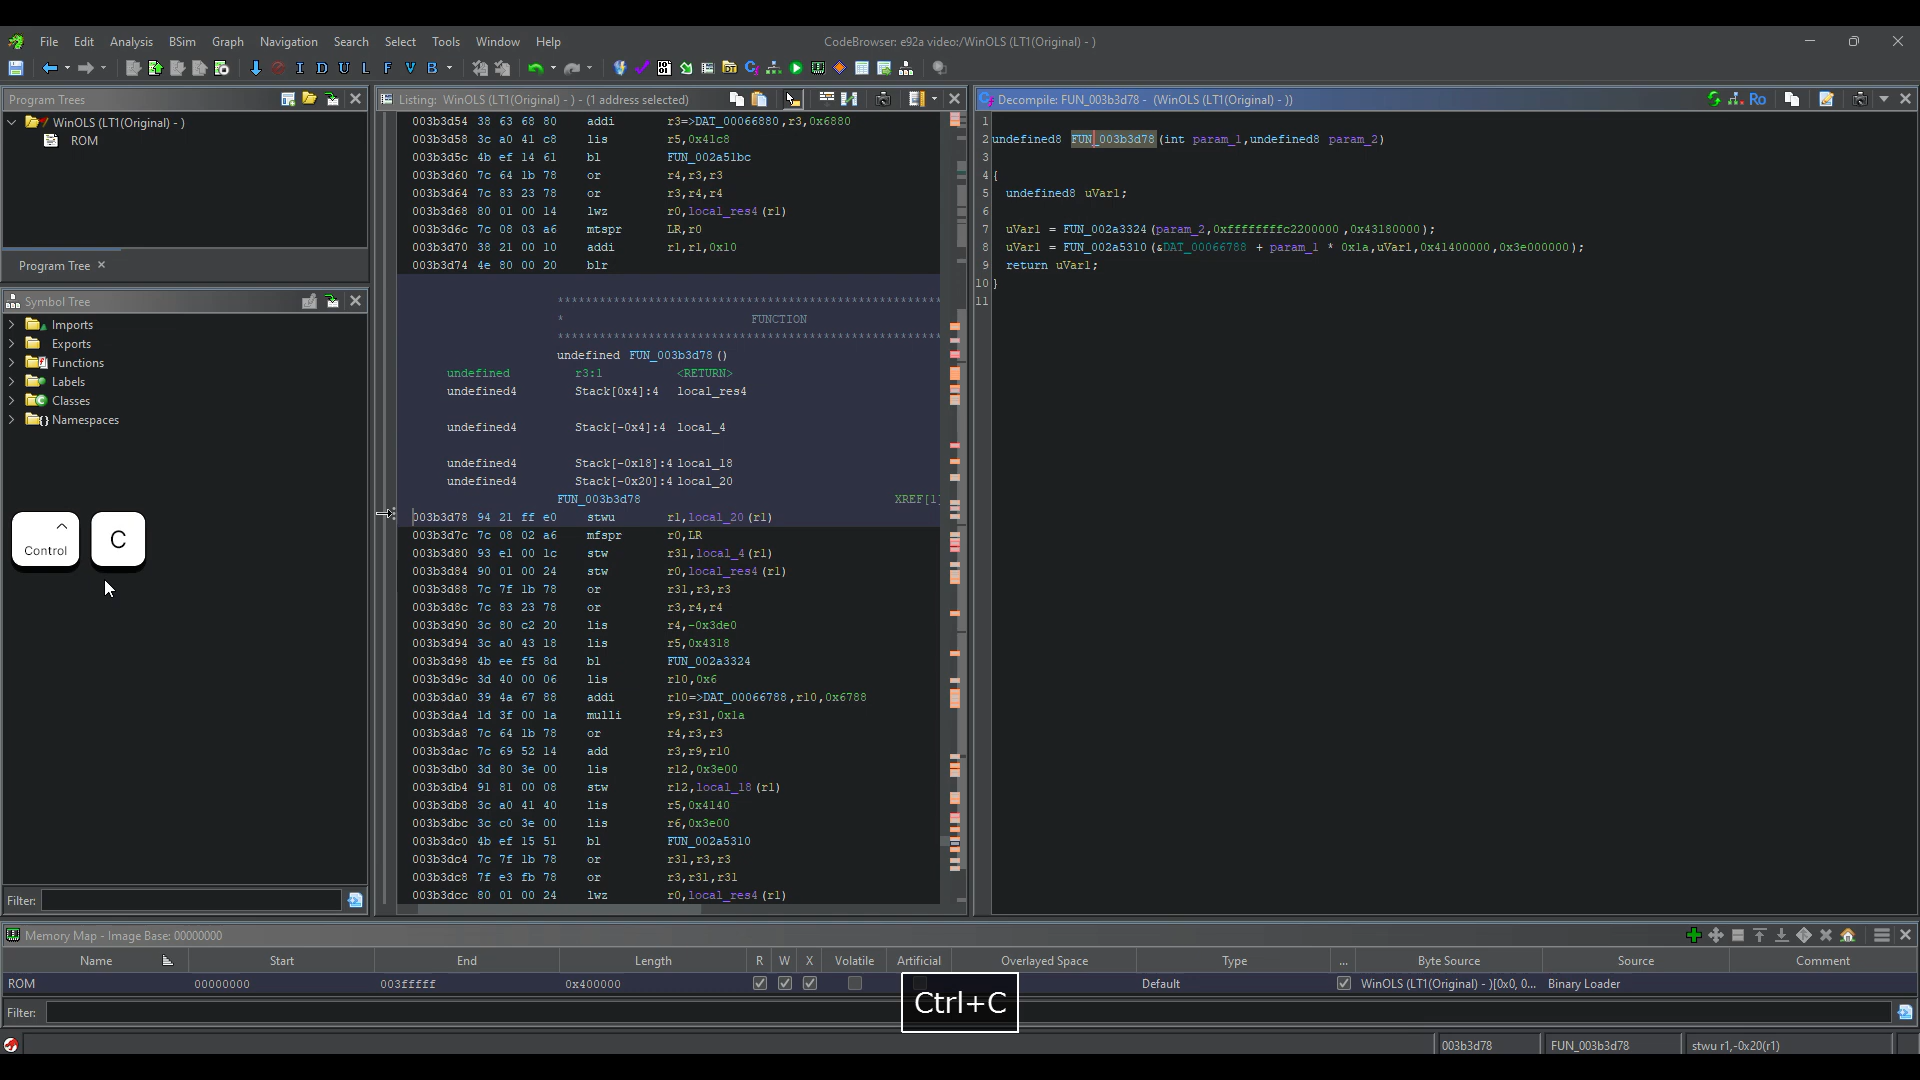 File Edit Analysis BSim Graph Navigation Search Select Tools Window Help
CodeBrowser: e92a video:/WinOLS (LT1(Original) - )
I D U L F V B
Program Trees
WinOLS (LT1(Original) - )
ROM
Program Tree
Symbol Tree
Imports
Exports
Functions
Labels
Classes
Namespaces
Control
C
Filter:
Listing: WinOLS (LT1(Original) - ) - (1 address selected)
003b3d54 38 63 68 80 addi r3=>DAT_00066880,r3,0x6880
003b3d58 3c a0 41 c8 lis r5,0x41c8
003b3d5c 4b ef 14 61 bl FUN_002a51bc
003b3d60 7c 64 1b 78 or r4,r3,r3
003b3d64 7c 83 23 78 or r3,r4,r4
003b3d68 80 01 00 14 lwz r0,local_res4(r1)
003b3d6c 7c 08 03 a6 mtspr LR,r0
003b3d70 38 21 00 10 addi r1,r1,0x10
003b3d74 4e 80 00 20 blr
* FUNCTION
undefined FUN_003b3d78()
undefined r3:1 <RETURN>
undefined4 Stack[0x4]:4 local_res4
undefined4 Stack[-0x4]:4 local_4
undefined4 Stack[-0x18]:4 local_18
undefined4 Stack[-0x20]:4 local_20
FUN_003b3d78 XREF[1]
003b3d78 94 21 ff e0 stwu r1,local_20(r1)
003b3d7c 7c 08 02 a6 mfspr r0,LR
003b3d80 93 e1 00 1c stw r31,local_4(r1)
003b3d84 90 01 00 24 stw r0,local_res4(r1)
003b3d88 7c 7f 1b 78 or r31,r3,r3
003b3d8c 7c 83 23 78 or r3,r4,r4
003b3d90 3c 80 c2 20 lis r4,-0x3de0
003b3d94 3c a0 43 18 lis r5,0x4318
003b3d98 4b ee f5 8d bl FUN_002a3324
003b3d9c 3d 40 00 06 lis r10,0x6
003b3da0 39 4a 67 88 addi r10=>DAT_00066788,r10,0x6788
003b3da4 1d 3f 00 1a mulli r9,r31,0x1a
003b3da8 7c 64 1b 78 or r4,r3,r3
003b3dac 7c 69 52 14 add r3,r9,r10
003b3db0 3d 80 3e 00 lis r12,0x3e00
003b3db4 91 81 00 08 stw r12,local_18(r1)
003b3db8 3c a0 41 40 lis r5,0x4140
003b3dbc 3c c0 3e 00 lis r6,0x3e00
003b3dc0 4b ef 15 51 bl FUN_002a5310
003b3dc4 7c 7f 1b 78 or r31,r3,r3
003b3dc8 7f e3 fb 78 or r3,r31,r31
003b3dcc 80 01 00 24 lwz r0,local_res4(r1)
Decompile: FUN_003b3d78 - (WinOLS (LT1(Original) - ))
Ro
1
2 undefined8 FUN_003b3d78(int param_1,undefined8 param_2)
3
4 {
5 undefined8 uVar1;
6
7 uVar1 = FUN_002a3324(param_2,0xffffffffc2200000,0x43180000);
8 uVar1 = FUN_002a5310(&DAT_00066788 + param_1 * 0x1a,uVar1,0x41400000,0x3e000000);
9 return uVar1;
10 }
11
Memory Map - Image Base: 00000000
Name Start End Length R W X Volatile Artificial Overlayed Space Type ... Byte Source Source Comment
ROM 00000000 003fffff 0x400000 Default WinOLS (LT1(Original) - )[0x0, 0... Binary Loader
Ctrl+C
Filter:
003b3d78 FUN_003b3d78 stwu r1,-0x20(r1)